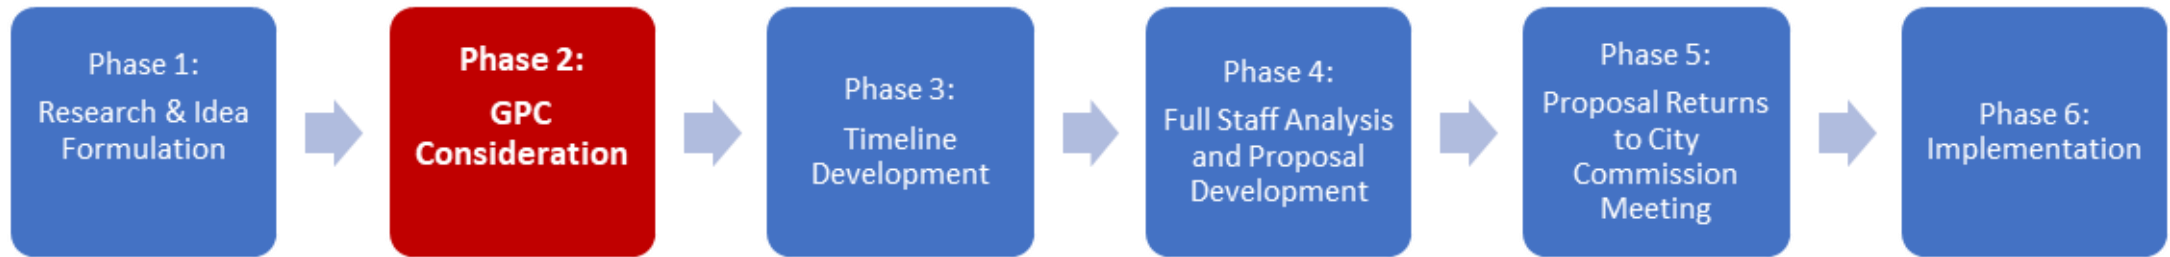 Phase 1:
Research & Idea
Formulation
Phase 2:
GPC
Consideration
Phase 3:
Timeline
Development
Phase 4:
Full Staff Analysis
and Proposal
Development
Phase 5:
Proposal Returns
to City
Commission
Meeting
Phase 6:
Implementation